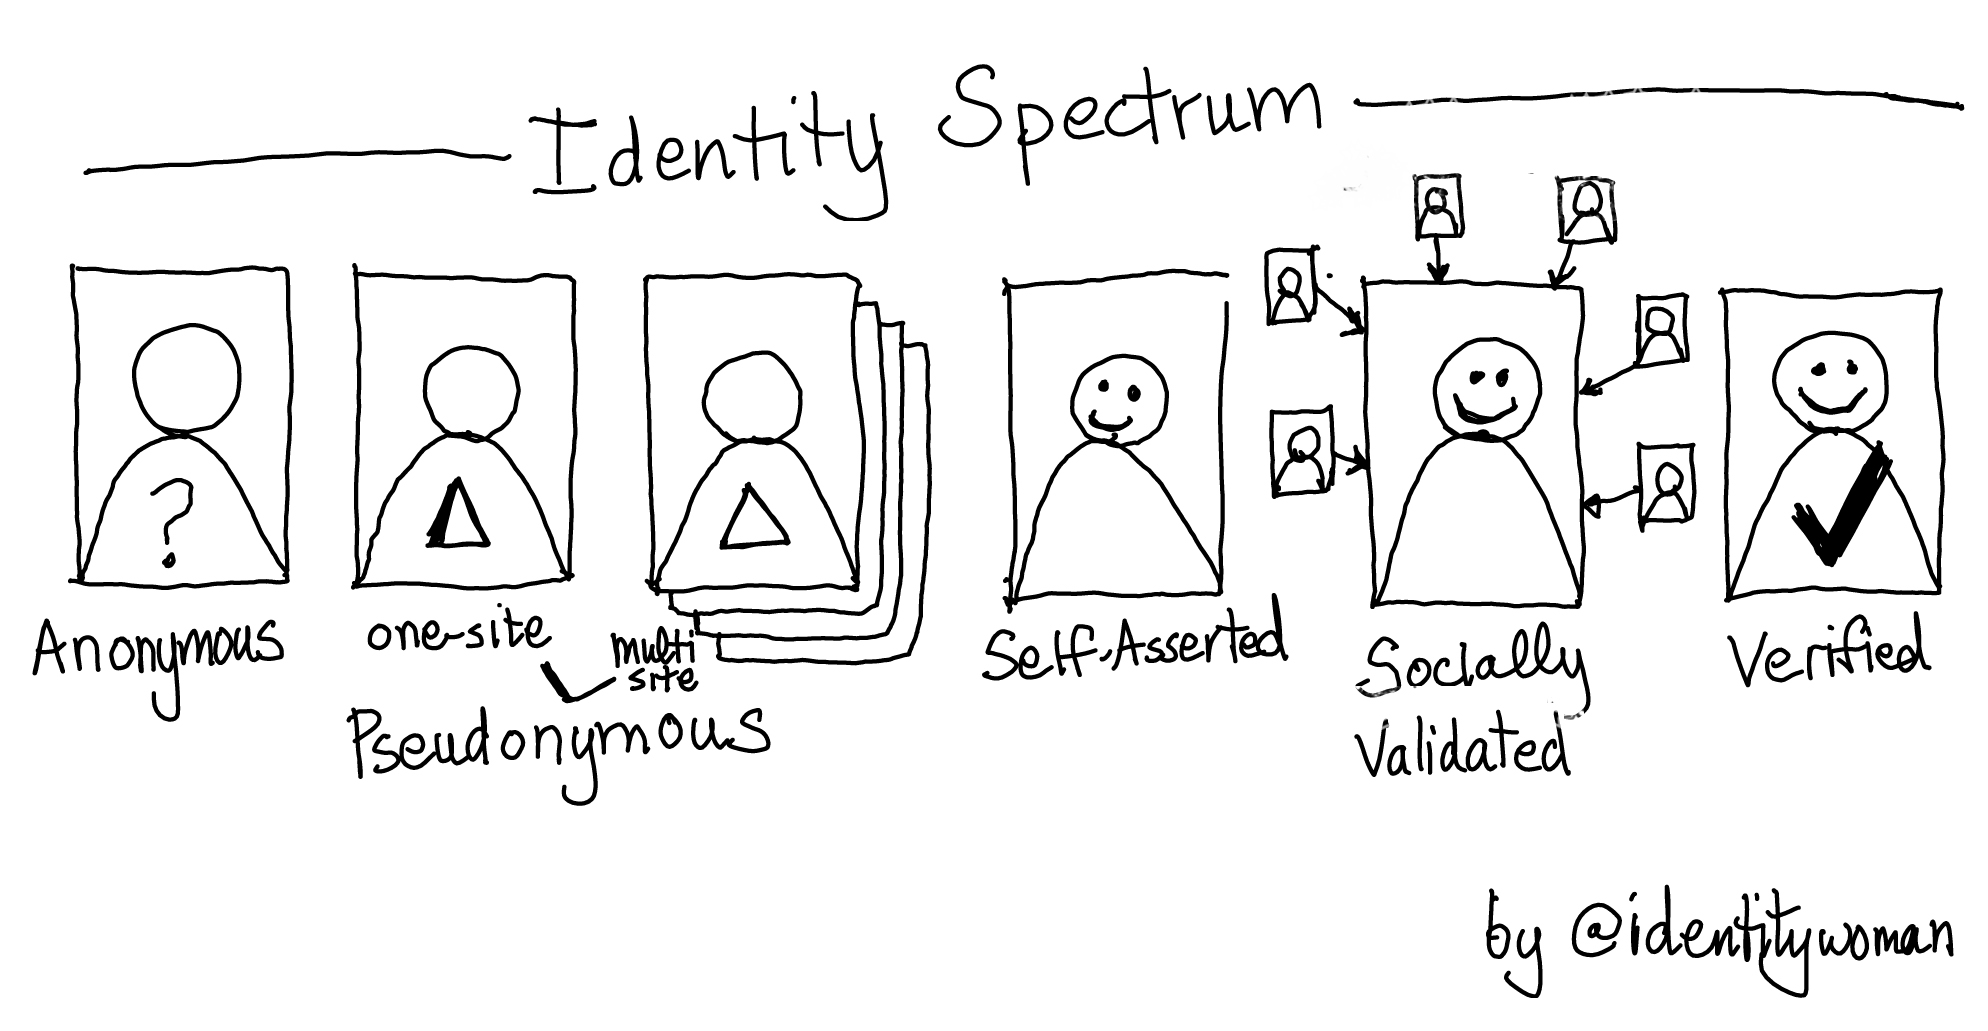 Identity Spectrum
?
Anonymous
one-site
multi
site
Pseudonymous
Self-Asserted
Socially
Validated
Verified
by @identitywoman